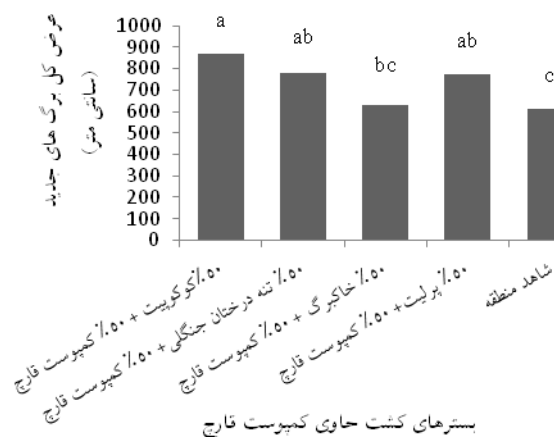 عرض کل برگ های جدید
(سانتی متر)
1000
900
800
700
600
500
400
300
200
100
0
a
ab
bc
ab
c
۵۰٪ کوکوپیت + ۵۰٪ کمپوست قارچ
۵۰٪ تنه درختان جنگلی + ۵۰٪ کمپوست قارچ
۵۰٪ خاکبرگ + ۵۰٪ کمپوست قارچ
۵۰٪ پرلیت + ۵۰٪ کمپوست قارچ
شاهد منطقه
بسترهای کشت حاوی کمپوست قارچ